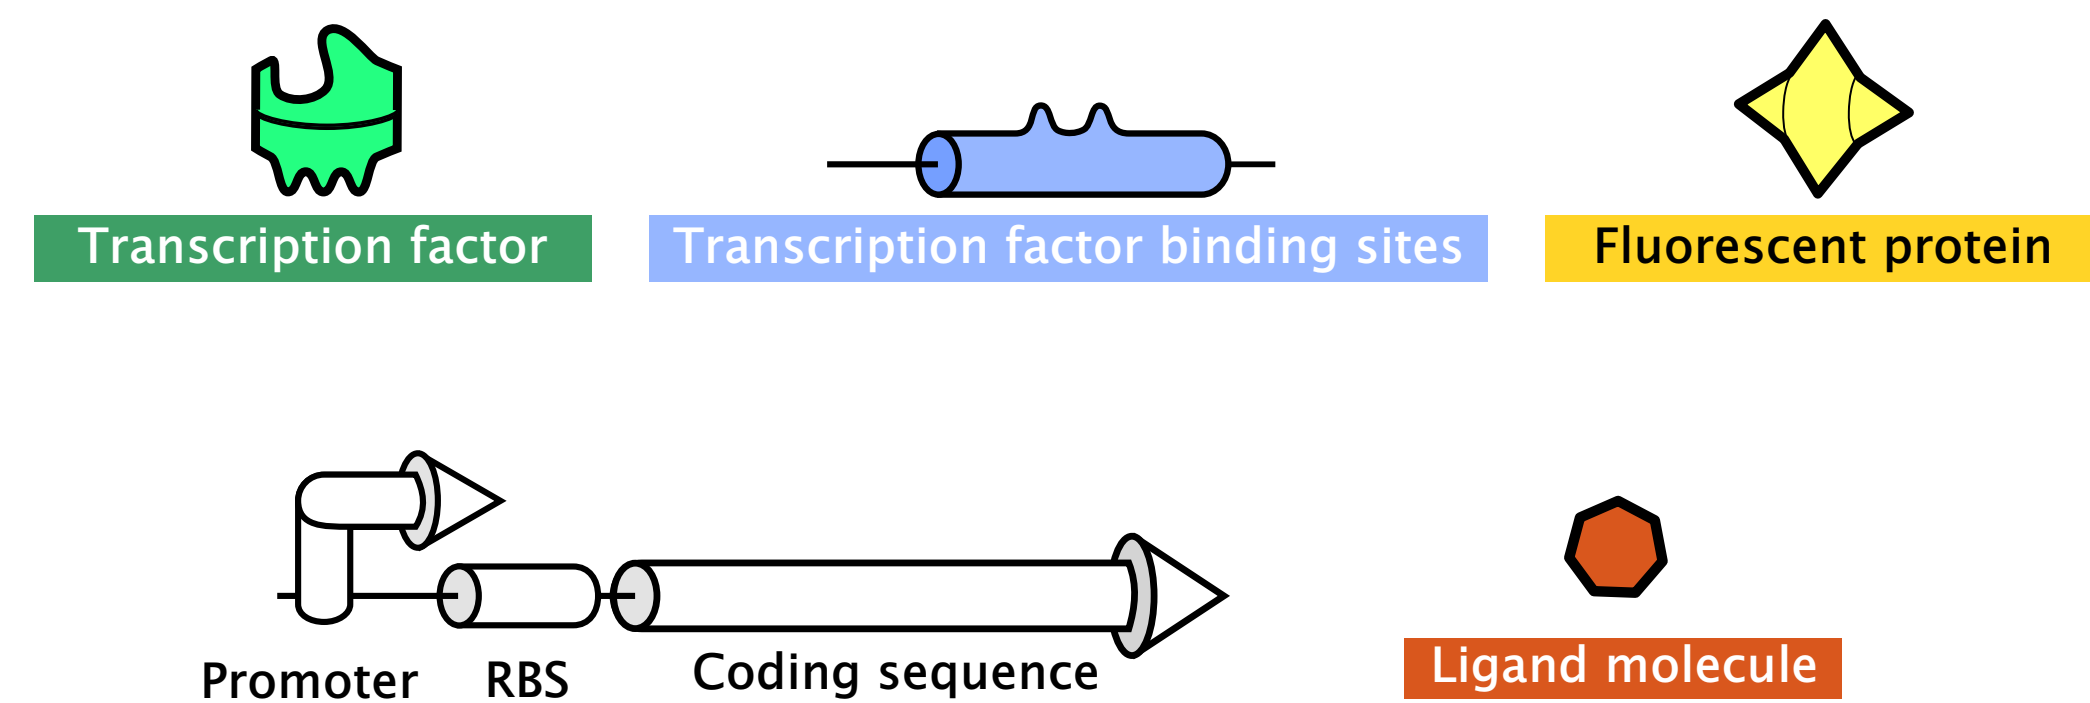 Transcription factor
Transcription factor binding sites
Fluorescent protein
Promoter
RBS
Coding sequence
Ligand molecule